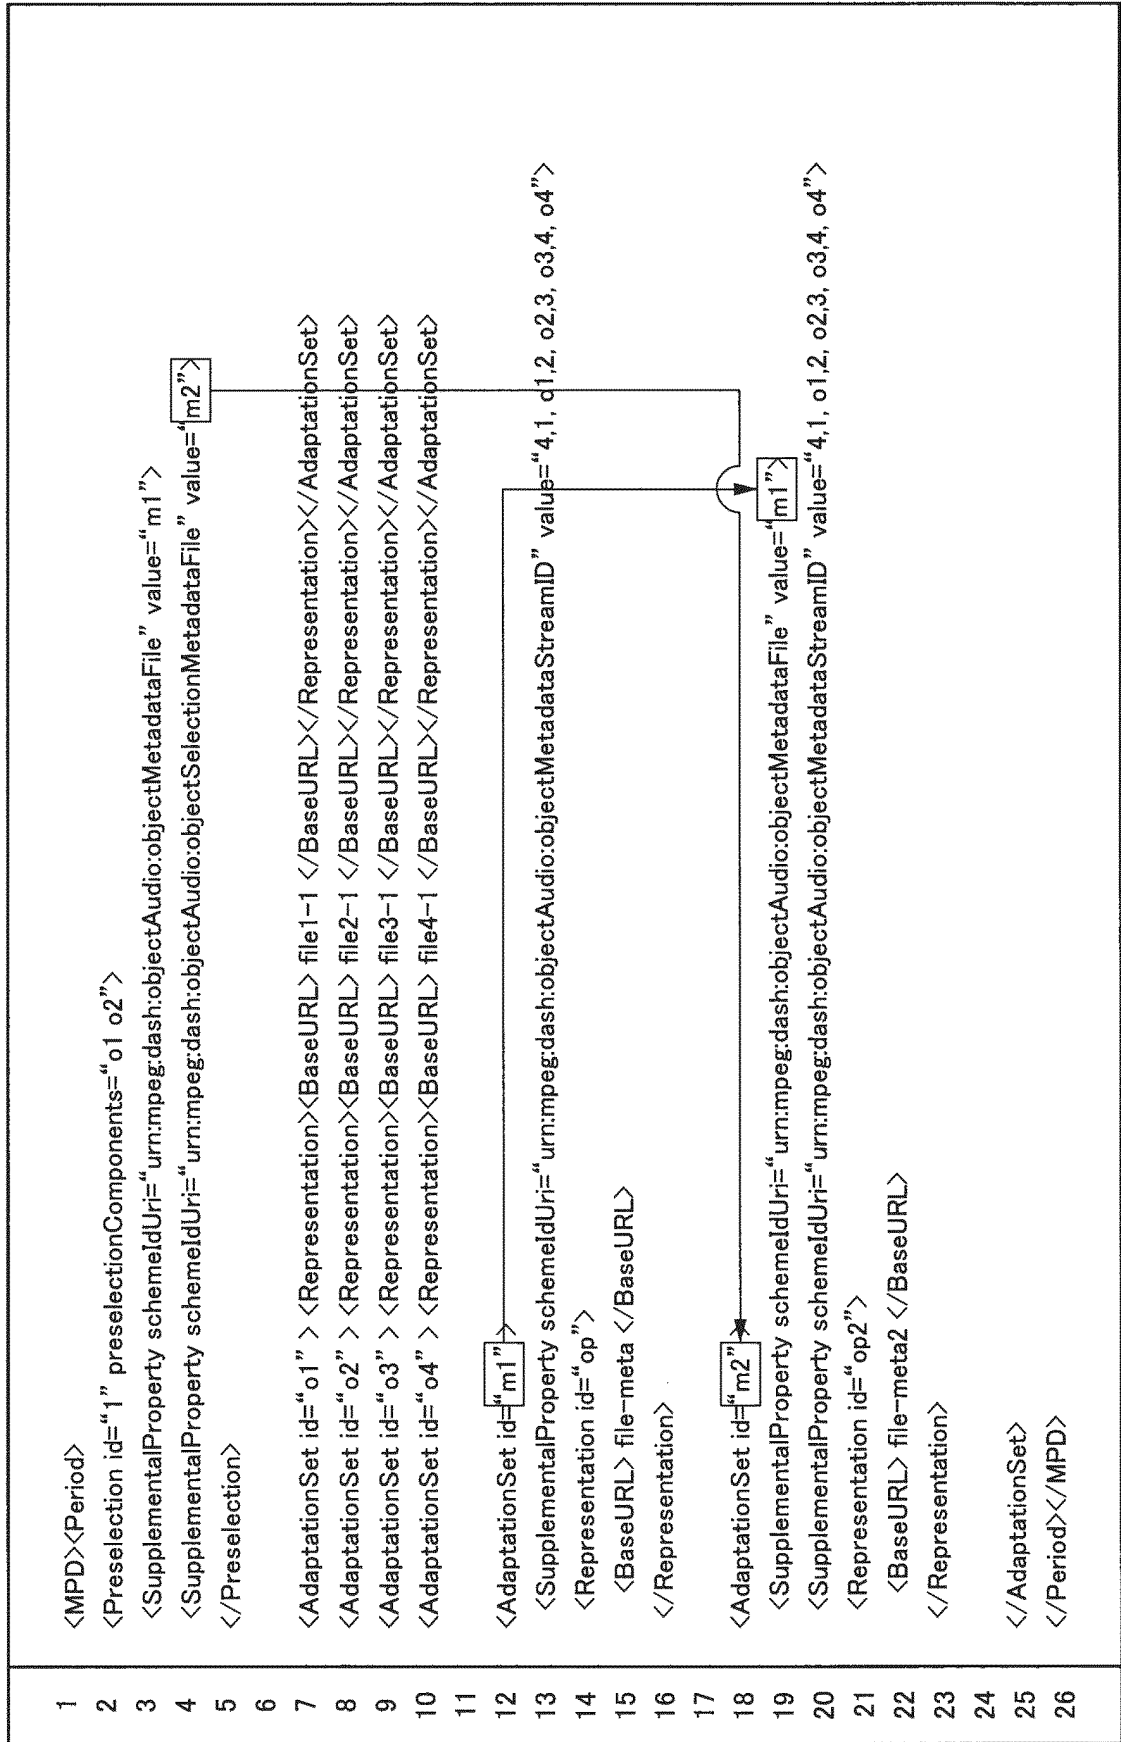 1 <MPD><Period>
2 <Preselection id=“1” preselectionComponents=“o1 o2”>
3 <SupplementalProperty schemeIdUri=“urn:mpeg:dash:objectAudio:objectMetadataFile” value=“m1”>
4 <SupplementalProperty schemeIdUri=“urn:mpeg:dash:objectAudio:objectSelectionMetadataFile” value=“m2”>
5 </Preselection>
6
7 <AdaptationSet id=“o1” > <Representation><BaseURL> file1-1 </BaseURL></Representation></AdaptationSet>
8 <AdaptationSet id=“o2” > <Representation><BaseURL> file2-1 </BaseURL></Representation></AdaptationSet>
9 <AdaptationSet id=“o3” > <Representation><BaseURL> file3-1 </BaseURL></Representation></AdaptationSet>
10 <AdaptationSet id=“o4” > <Representation><BaseURL> file4-1 </BaseURL></Representation></AdaptationSet>
11
12 <AdaptationSet id=“m1” >
13 <SupplementalProperty schemeIdUri=“urn:mpeg:dash:objectAudio:objectMetadataStreamID” value=“4,1, o1,2, o2,3, o3,4, o4”>
14 <Representation id=“op”>
15 <BaseURL> file-meta </BaseURL>
16 </Representation>
17
18 <AdaptationSet id=“m2” >
19 <SupplementalProperty schemeIdUri=“urn:mpeg:dash:objectAudio:objectMetadataFile” value=“m1”>
20 <SupplementalProperty schemeIdUri=“urn:mpeg:dash:objectAudio:objectMetadataStreamID” value=“4,1, o1,2, o2,3, o3,4, o4”>
21 <Representation id=“op2”>
22 <BaseURL> file-meta2 </BaseURL>
23 </Representation>
24
25 </AdaptationSet>
26 </Period></MPD>